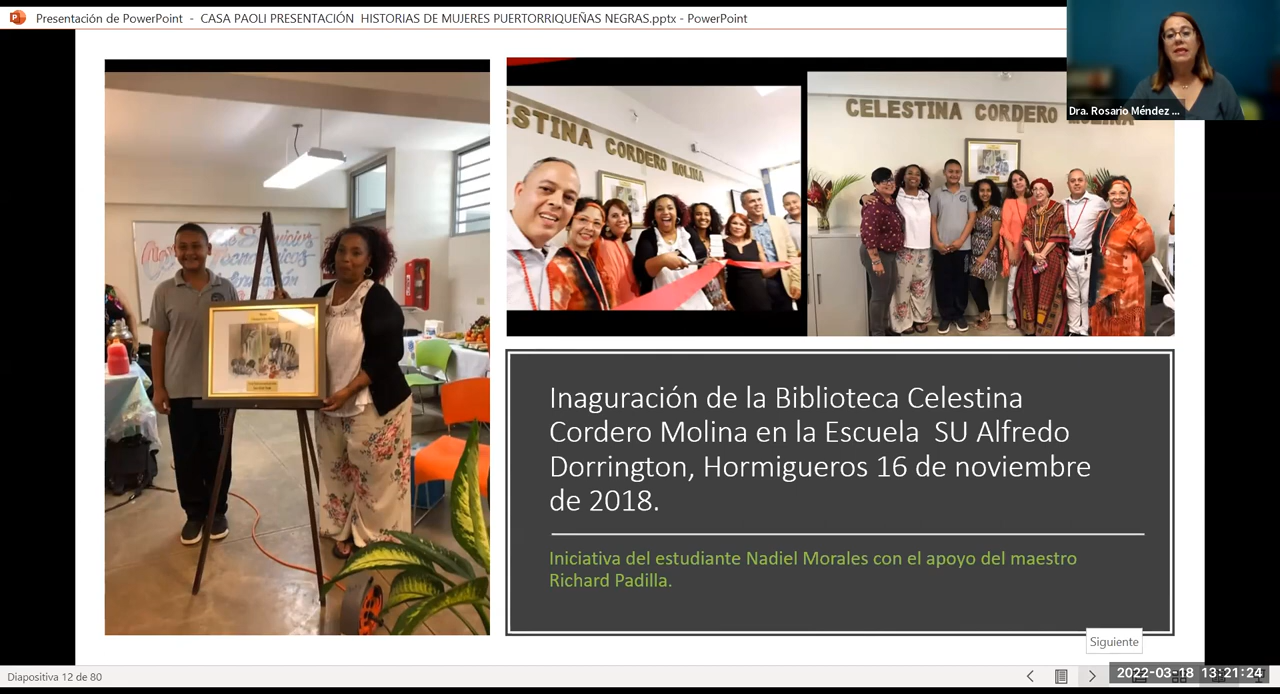 Presentación de PowerPoint - CASA PAOLI PRESENTACIÓN HISTORIAS DE MUJERES PUERTORRIQUEÑAS NEGRAS.pptx - PowerPoint
Dra. Rosario Méndez ...
ESTINA CORDERO MOLINA
CELESTINA CORDERO MOLINA
Inaguración de la Biblioteca Celestina
Cordero Molina en la Escuela SU Alfredo
Dorrington, Hormigueros 16 de noviembre
de 2018.
Iniciativa del estudiante Nadiel Morales con el apoyo del maestro
Richard Padilla.
Siguiente
Diapositiva 12 de 80
2022-03-18 13:21:24